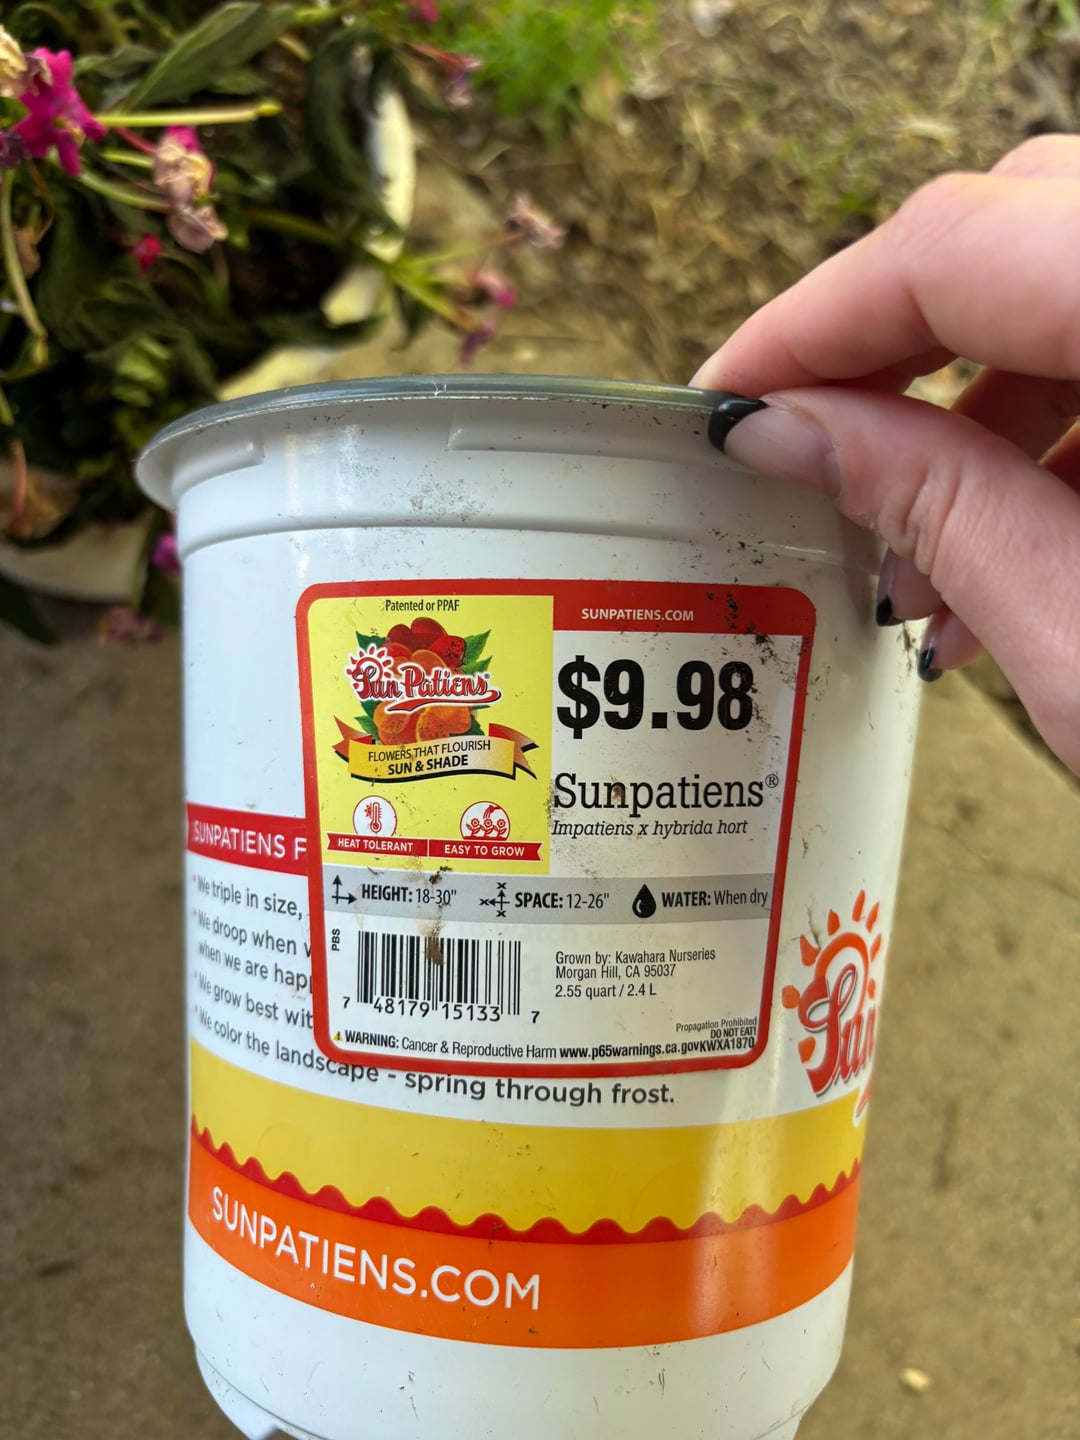 Patented or PPAF
SUNPATIENS.COM
SunPatiens®
FLOWERS THAT FLOURISH
SUN & SHADE
HEAT TOLERANT
EASY TO GROW
$9.98
Sunpatiens®
Impatiens x hybrida hort
HEIGHT: 18-30"
SPACE: 12-26"
WATER: When dry
PBS
7 48179 15133 7
Grown by: Kawahara Nurseries
Morgan Hill, CA 95037
2.55 quart / 2.4 L
Propagation Prohibited
DO NOT EAT!
WARNING: Cancer & Reproductive Harm www.p65warnings.ca.gov KWXA1870
SUNPATIENS F
We triple in size,
We droop when
when we are hap
We grow best wit
We color the landscape - spring through frost.
SUNPATIENS.COM
Sun